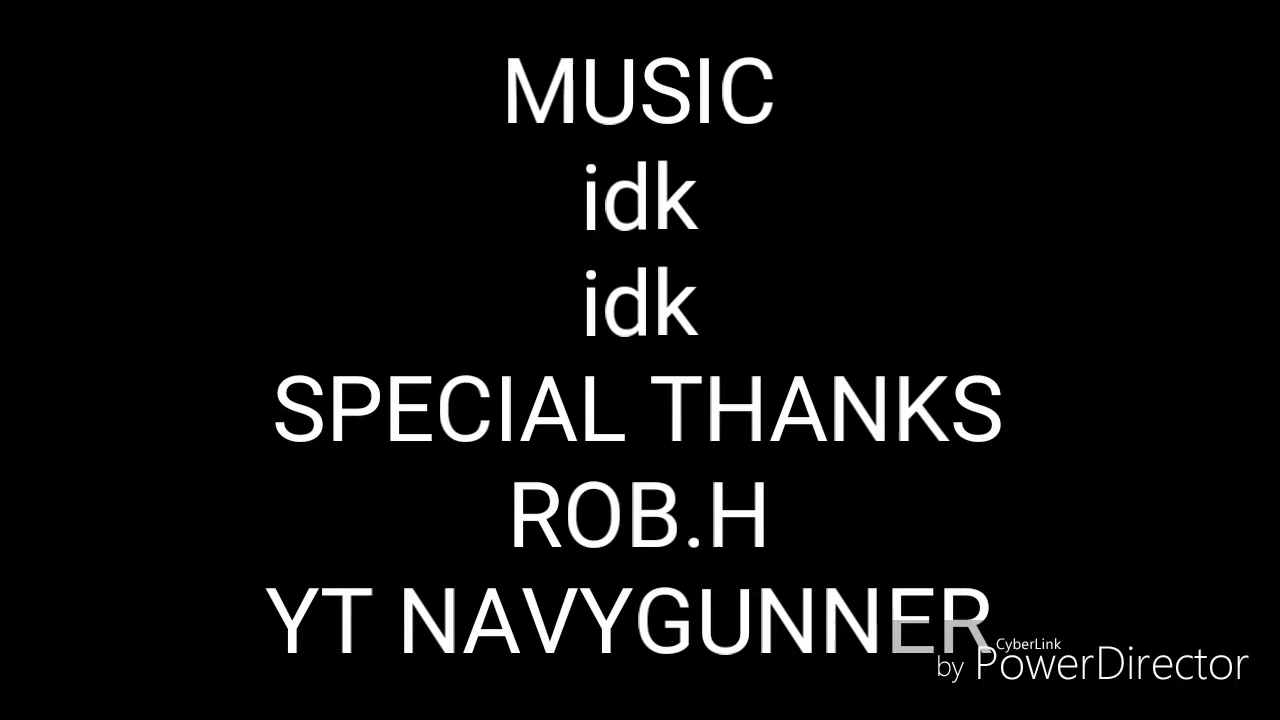 MUSIC
idk
idk
SPECIAL THANKS
ROB.H
YT NAVYGUNNER
CyberLink
by PowerDirector